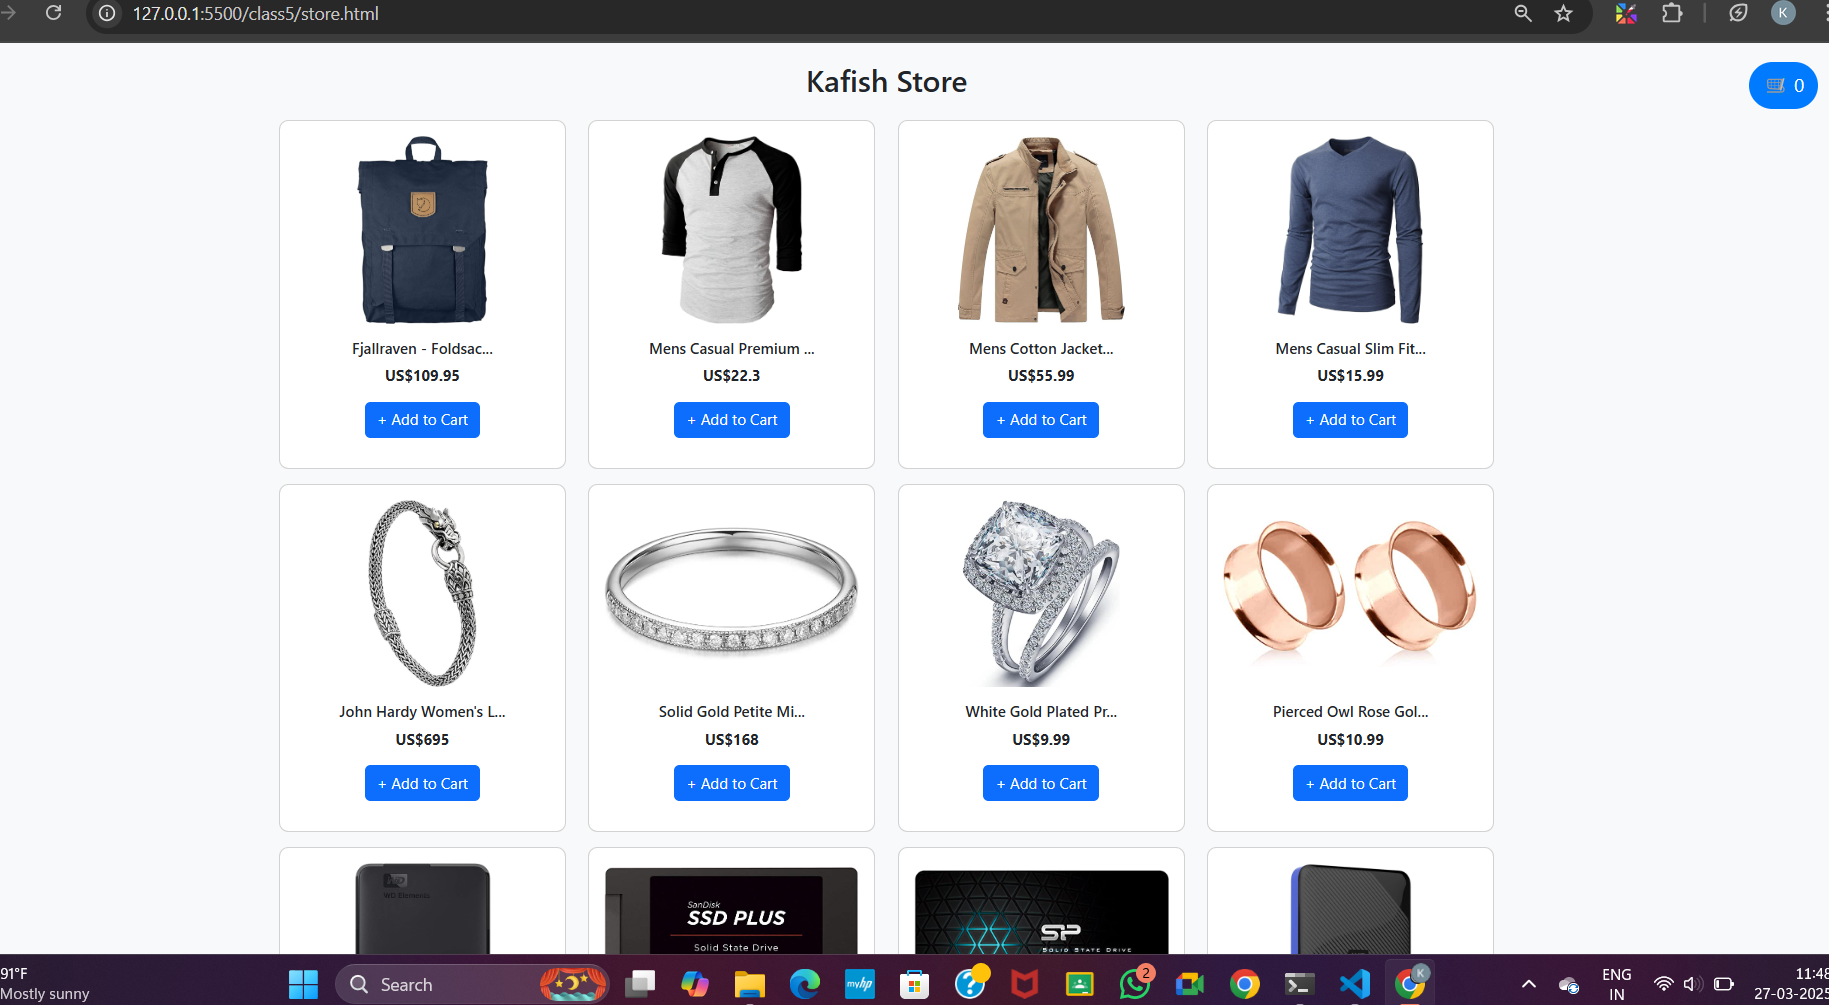 127.0.0.1:5500/class5/store.html
K
Kafish Store
0
Fjallraven - Foldsac...
US$109.95
+ Add to Cart
Mens Casual Premium ...
US$22.3
+ Add to Cart
Mens Cotton Jacket...
US$55.99
+ Add to Cart
Mens Casual Slim Fit...
US$15.99
+ Add to Cart
John Hardy Women's L...
US$695
+ Add to Cart
Solid Gold Petite Mi...
US$168
+ Add to Cart
White Gold Plated Pr...
US$9.99
+ Add to Cart
Pierced Owl Rose Gol...
US$10.99
+ Add to Cart
WD
WD Elements
SanDisk
SSD PLUS
Solid State Drive
SP
SOLID STATE DRIVE
91°F
Mostly sunny
Search
myhp
2
K
ENG
IN
11:48
27-03-2025